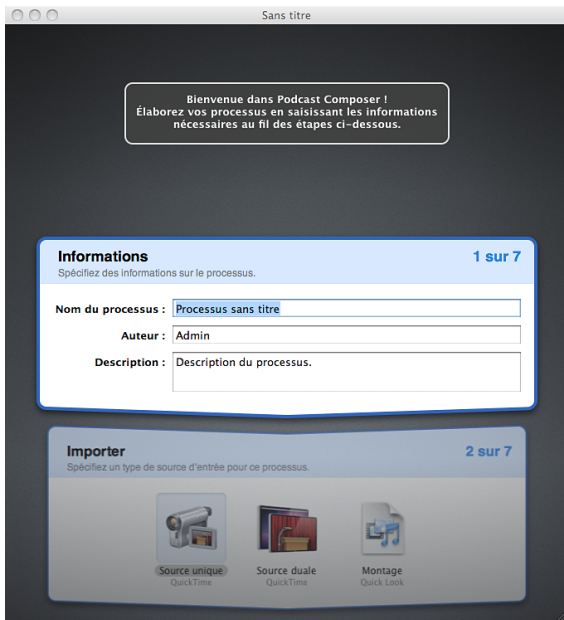 Sans titre
Bienvenue dans Podcast Composer !
Élaborez vos processus en saisissant les informations
nécessaires au fil des étapes ci-dessous.
Informations
1 sur 7
Spécifiez des informations sur le processus.
Nom du processus : Processus sans titre
Auteur : Admin
Description : Description du processus.
Importer
2 sur 7
Spécifiez un type de source d'entrée pour ce processus.
Source unique
QuickTime
Source duale
QuickTime
Montage
Quick Look